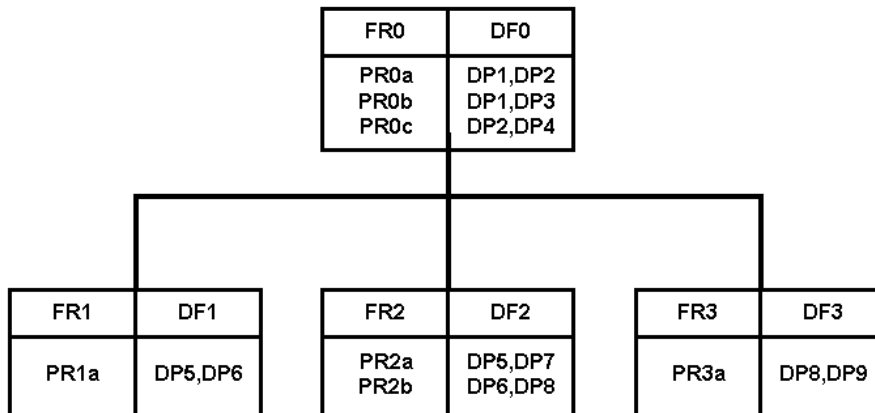 FR0 DF0
PR0a DP1,DP2
PR0b DP1,DP3
PR0c DP2,DP4
FR1 DF1
PR1a DP5,DP6
FR2 DF2
PR2a DP5,DP7
PR2b DP6,DP8
FR3 DF3
PR3a DP8,DP9